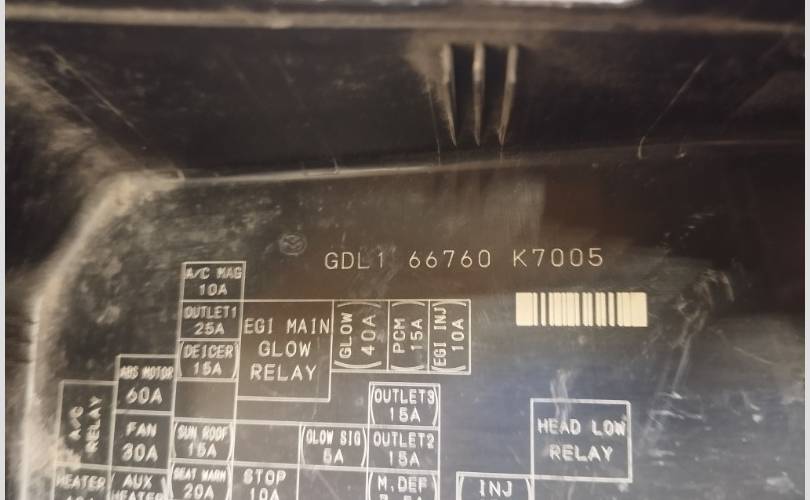 GDL1 66760 K7005
A/C MAG
10A
OUTLET1
25A
(DEICER)
15A
EGI MAIN
GLOW
RELAY
(GLOW
40A)
(PCM
15A)
(EGI INJ
10A)
ABS MOTOR
60A
A/C
RELAY
FAN
30A
(SUN ROOF
15A)
(GLOW SIG
5A)
(OUTLET3
15A)
OUTLET2
15A
HEAD LOW
RELAY
HEATER
(AUX
HEATER)
(SEAT WARM
20A)
STOP
10A
(M.DEF
(INJ)